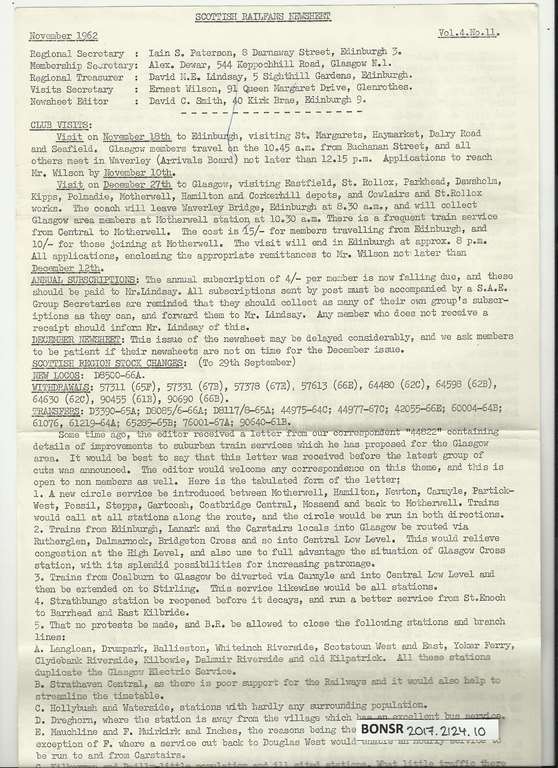 SCOTTISH RAILFANS NEWSHEET
November 1962 Vol.4.No.11.
Regional Secretary : Iain S. Paterson, 8 Darnaway Street, Edinburgh 3.
Membership Secretary: Alex. Dewar, 544 Keppochhill Road, Glasgow N.1.
Regional Treasurer : David M.E. Lindsay, 5 Sighthill Gardens, Edinburgh.
Visits Secretary : Ernest Wilson, 91 Queen Margaret Drive, Glenrothes.
Newsheet Editor : David C. Smith, 40 Kirk Brae, Edinburgh 9.
CLUB VISITS:
Visit on November 18th to Edinburgh, visiting St. Margarets, Haymarket, Dalry Road
and Seafield. Glasgow members travel on the 10.45 a.m. from Buchanan Street, and all
others meet in Waverley (Arrivals Board) not later than 12.15 p.m. Applications to reach
Mr. Wilson by November 10th.
Visit on December 27th to Glasgow, visiting Eastfield, St. Rollox, Parkhead, Dawsholm,
Kipps, Polmadie, Motherwell, Hamilton and Corkerhill depots, and Cowlairs and St.Rollox
works. The coach will leave Waverley Bridge, Edinburgh at 8.30 a.m., and will collect
Glasgow area members at Motherwell station at 10.30 a.m. There is a frequent train service
from Central to Motherwell. The cost is 15/- for members travelling from Edinburgh, and
10/- for those joining at Motherwell. The visit will end in Edinburgh at approx. 8 p.m.
All applications, enclosing the appropriate remittances to Mr. Wilson not later than
December 12th.
ANNUAL SUBSCRIPTIONS: The annual subscription of 4/- per member is now falling due, and these
should be paid to Mr.Lindsay. All subscriptions sent by post must be accompanied by a S.A.E.
Group Secretaries are reminded that they should collect as many of their own group's subscr-
iptions as they can, and forward them to Mr. Lindsay. Any member who does not receive a
receipt should inform Mr. Lindsay of this.
DECEMBER NEWSHEET: This issue of the newsheet may be delayed considerably, and we ask members
to be patient if their newsheets are not on time for the December issue.
SCOTTISH REGION STOCK CHANGES: (To 29th September)
NEW LOCOS: D8500-66A.
WITHDRAWALS: 57311 (65F), 57331 (67B), 57378 (67E), 57613 (66E), 64480 (62C), 64598 (62B),
64630 (62C), 90455 (61B), 90690 (66B).
TRANSFERS: D3390-65A; D8085/6-66A; D8117/8-65A; 44975-64C; 44977-67C; 42055-66E; 60004-64B;
61076, 61219-64A; 65285-65B; 76001-67A; 90640-61B.
Some time ago, the editor received a letter from our correspondent "44822" containing
details of improvements to suburban train services which he has proposed for the Glasgow
area. It would be best to say that this letter was received before the latest group of
cuts was announced. The editor would welcome any correspondence on this theme, and this is
open to non members as well. Here is the tabulated form of the letter;
1. A new circle service be introduced between Motherwell, Hamilton, Newton, Carmyle, Partick-
West, Possil, Stepps, Gartcosh, Coatbridge Central, Mossend and back to Motherwell. Trains
would call at all stations along the route, and the circle would be run in both directions.
2. Trains from Edinburgh, Lanark and the Carstairs locals into Glasgow be routed via
Rutherglen, Dalmarnock, Bridgeton Cross and so into Central Low Level. This would relieve
congestion at the High Level, and also use to full advantage the situation of Glasgow Cross
station, with its splendid possibilities for increasing patronage.
3. Trains from Coalburn to Glasgow be diverted via Carmyle and into Central Low Level and
then be extended on to Stirling. This service likewise would be all stations.
4. Strathbungo station be reopened before it decays, and run a better service from St.Enoch
to Barrhead and East Kilbride.
5. That no protests be made, and B.R. be allowed to close the following stations and branch
lines:
A. Langloan, Drumpark, Ballieston, Whiteinch Riverside, Scotstoun West and East, Yoker Ferry,
Clydebank Riverside, Kilbowie, Dalmuir Riverside and old Kilpatrick. All these stations
duplicate the Glasgow Electric Service.
B. Strathaven Central, as there is poor support for the Railways and it would also help to
streamline the timetable.
C. Hollybush and Waterside, stations with hardly any surrounding population.
D. Dreghorn, where the station is away from the village which has an excellent bus service.
E. Mauchline and F. Muirkirk and Inches, the reasons being the
exception of F. where a service cut back to Douglas West would enable an hourly service to
be run to and from Carstairs.
BONSR 2017.2124.10